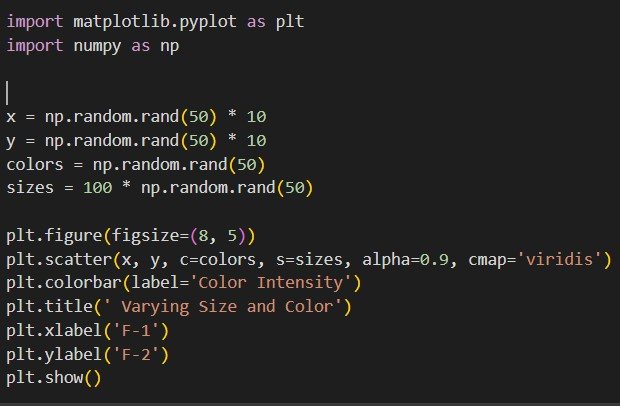 import matplotlib.pyplot as plt
import numpy as np
x = np.random.rand(50) * 10
y = np.random.rand(50) * 10
colors = np.random.rand(50)
sizes = 100 * np.random.rand(50)
plt.figure(figsize=(8, 5))
plt.scatter(x, y, c=colors, s=sizes, alpha=0.9, cmap='viridis')
plt.colorbar(label='Color Intensity')
plt.title(' Varying Size and Color')
plt.xlabel('F-1')
plt.ylabel('F-2')
plt.show()